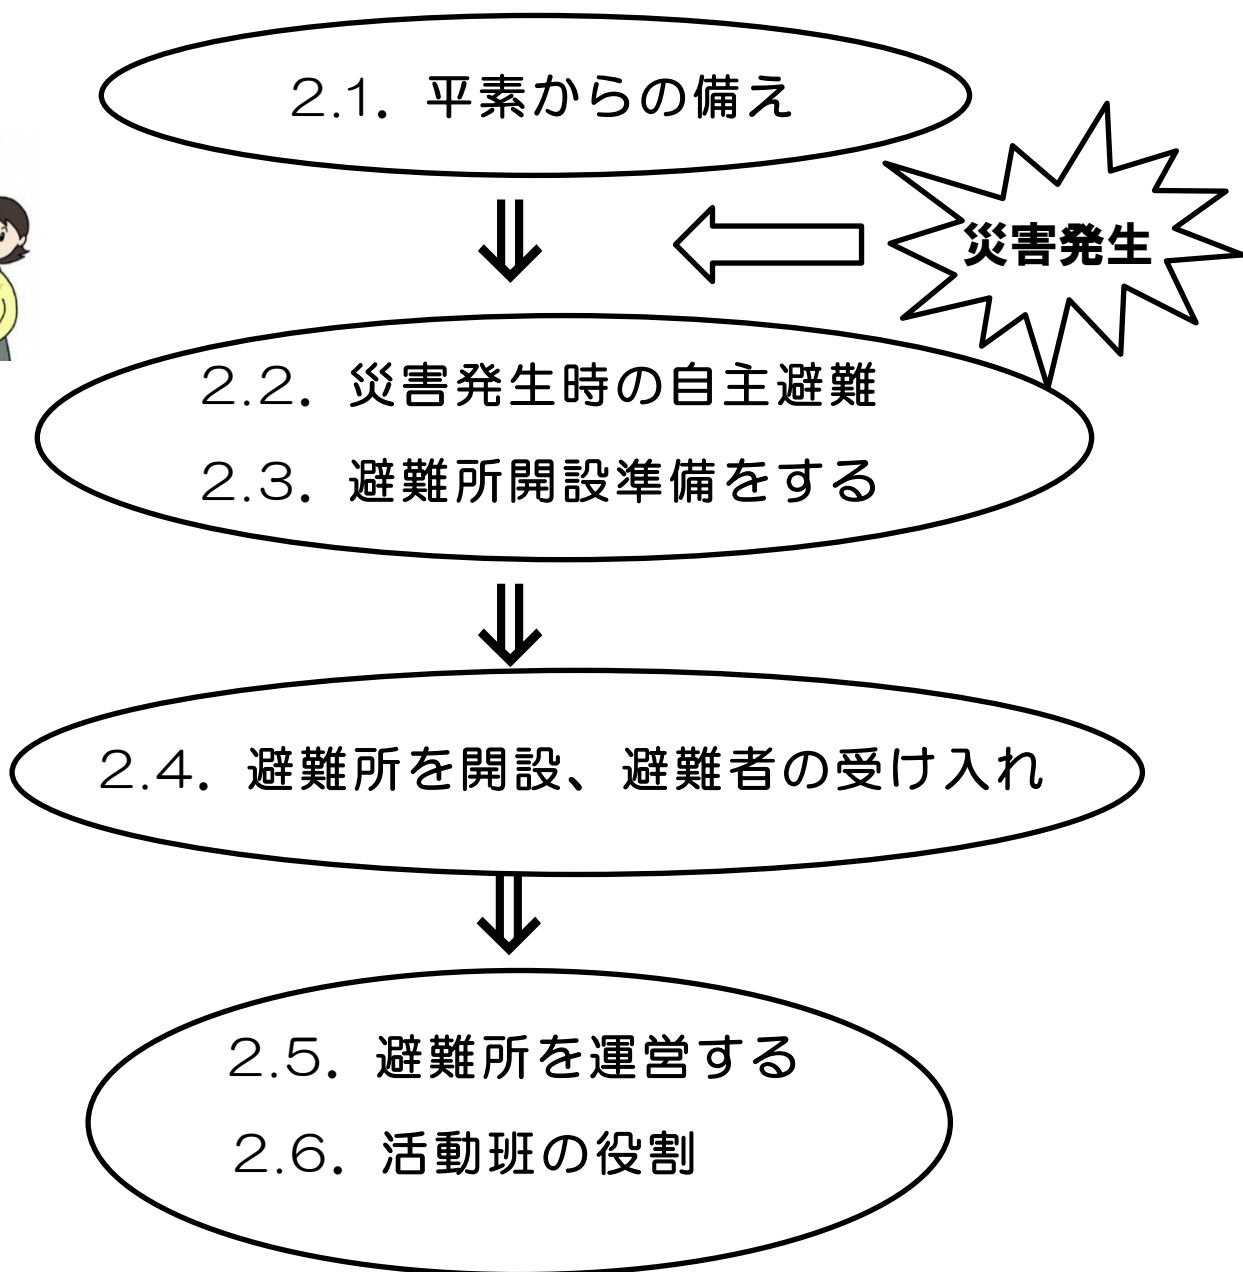 2.1. 平素からの備え
災害発生
2.2. 災害発生時の自主避難
2.3. 避難所開設準備をする
2.4. 避難所を開設、避難者の受け入れ
2.5. 避難所を運営する
2.6. 活動班の役割